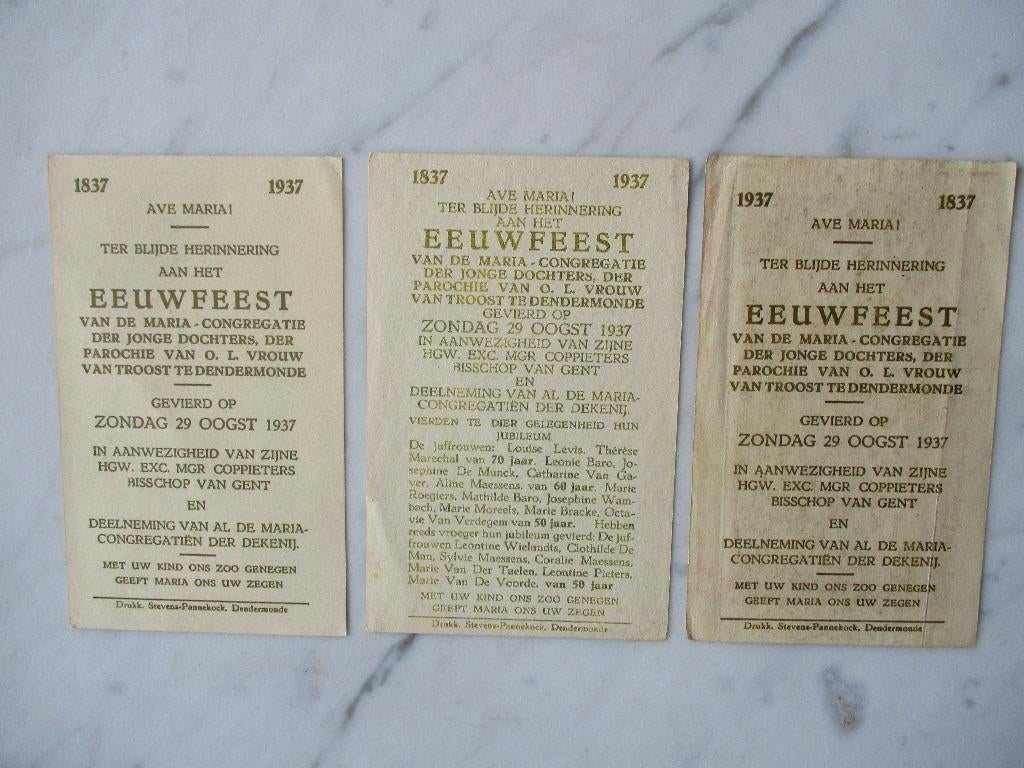 1837 1937
AVE MARIA!
TER BLIJDE HERINNERING
AAN HET
EEUWFEEST
VAN DE MARIA-CONGREGATIE
DER JONGE DOCHTERS, DER
PAROCHIE VAN O. L. VROUW
VAN TROOST TE DENDERMONDE
GEVIERD OP
ZONDAG 29 OOGST 1937
IN AANWEZIGHEID VAN ZIJNE
HGW. EXC. MGR COPPIETERS
BISSCHOP VAN GENT
EN
DEELNEMING VAN AL DE MARIA-
CONGREGATIËN DER DEKENIJ.
MET UW KIND ONS ZOO GENEGEN
GEEFT MARIA ONS UW ZEGEN
Drukk. Stevens-Pannekock, Dendermonde
1837 1937
AVE MARIA!
TER BLIJDE HERINNERING
AAN HET
EEUWFEEST
VAN DE MARIA-CONGREGATIE
DER JONGE DOCHTERS, DER
PAROCHIE VAN O. L. VROUW
VAN TROOST TE DENDERMONDE
GEVIERD OP
ZONDAG 29 OOGST 1937
IN AANWEZIGHEID VAN ZIJNE
HGW. EXC. MGR COPPIETERS
BISSCHOP VAN GENT
EN
DEELNEMING VAN AL DE MARIA-
CONGREGATIËN DER DEKENIJ.
VIERDEN TE DIER GELEGENHEID HUN
JUBILEUM
De juffrouwen: Louise Levis, Thérèse
Marechal van 70 jaar. Leonie Baro, Jo-
sephine De Munck, Catharine Van Ga-
ver, Aline Maessens, van 60 jaar. Marie
Roegiers, Mathilde Baro, Josephine Wam-
bach, Marie Moreels, Marie Bracke, Octa-
vie Van Verdegem van 50 jaar. Hebben
reeds vroeger hun jubileum gevierd: De juf-
frouwen Leontine Wielandts, Clothilde De
Man, Sylvie Maessens, Coralie Maessens,
Marie Van Der Taelen, Leontine Pieters,
Marie Van De Voorde. van 50 jaar
MET UW KIND ONS ZOO GENEGEN
GEEFT MARIA ONS UW ZEGEN
Drukk. Stevens-Pannekock, Dendermonde
1937 1837
AVE MARIA!
TER BLIJDE HERINNERING
AAN HET
EEUWFEEST
VAN DE MARIA-CONGREGATIE
DER JONGE DOCHTERS, DER
PAROCHIE VAN O. L. VROUW
VAN TROOST TE DENDERMONDE
GEVIERD OP
ZONDAG 29 OOGST 1937
IN AANWEZIGHEID VAN ZIJNE
HGW. EXC. MGR COPPIETERS
BISSCHOP VAN GENT
EN
DEELNEMING VAN AL DE MARIA-
CONGREGATIËN DER DEKENIJ.
MET UW KIND ONS ZOO GENEGEN
GEEFT MARIA ONS UW ZEGEN
Drukk. Stevens-Pannekock, Dendermonde